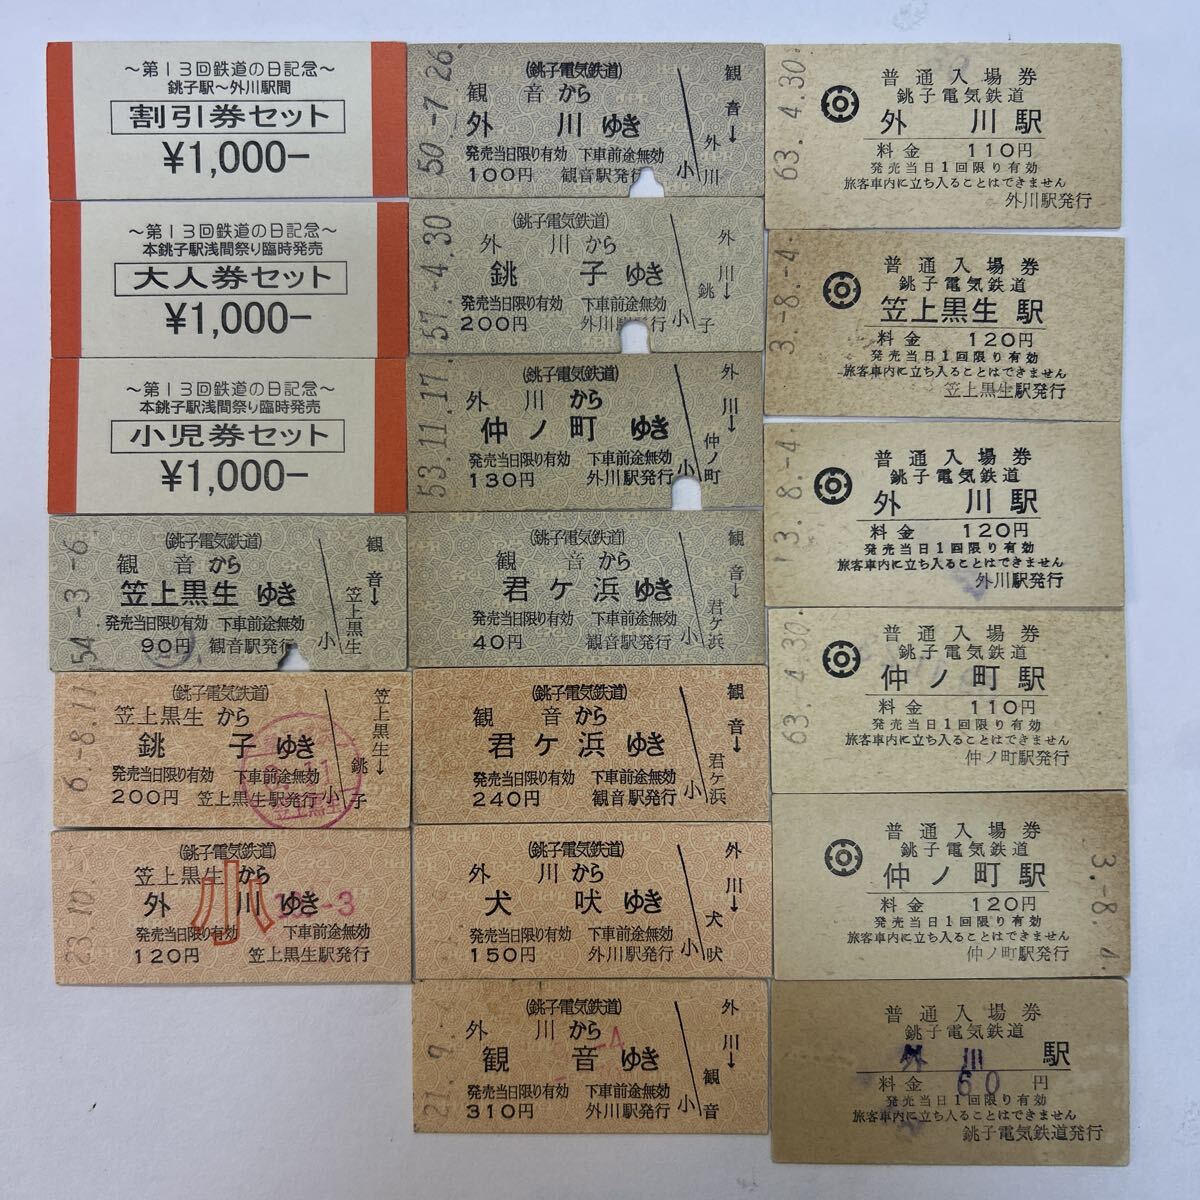 ～第１３回鉄道の日記念～
銚子駅～外川駅間
割引券セット
¥1,000-
～第１３回鉄道の日記念～
本銚子駅浅間祭り臨時発売
大人券セット
¥1,000-
～第１３回鉄道の日記念～
本銚子駅浅間祭り臨時発売
小児券セット
¥1,000-
54.-3.-6.
(銚子電気鉄道)
観音から
笠上黒生ゆき
発売当日限り有効 下車前途無効
90円 観音駅発行
観音→笠上黒生
小
6.-8.11
(銚子電気鉄道)
笠上黒生から
銚子ゆき
発売当日限り有効 下車前途無効
200円 笠上黒生駅発行
笠上黒生→銚子
小
23.10.
(銚子電気鉄道)
笠上黒生から
外川ゆき
小
-3
発売当日限り有効 下車前途無効
120円 笠上黒生駅発行
50.-7.26
(銚子電気鉄道)
観音から
外川ゆき
発売当日限り有効 下車前途無効
100円 観音駅発行
観音→外川
小
57.-4.30
(銚子電気鉄道)
外川から
銚子ゆき
発売当日限り有効 下車前途無効
200円 外川駅発行
外川→銚子
小
53.11.17
(銚子電気鉄道)
外川から
仲ノ町ゆき
発売当日限り有効 下車前途無効
130円 外川駅発行
外川→仲ノ町
小
(銚子電気鉄道)
観音から
君ケ浜ゆき
発売当日限り有効 下車前途無効
40円 観音駅発行
観音→君ケ浜
小
(銚子電気鉄道)
観音から
君ケ浜ゆき
発売当日限り有効 下車前途無効
240円 観音駅発行
観音→君ケ浜
小
(銚子電気鉄道)
外川から
犬吠ゆき
発売当日限り有効 下車前途無効
150円 外川駅発行
外川→犬吠
小
21.9.
(銚子電気鉄道)
外川から
観音ゆき
-4
発売当日限り有効 下車前途無効
310円 外川駅発行
外川→観音
小
63.-4.30
普通入場券
銚子電気鉄道
外川駅
料金 110円
発売当日1回限り有効
旅客車内に立ち入ることはできません
外川駅発行
3.-8.-4.
普通入場券
銚子電気鉄道
笠上黒生駅
料金 120円
発売当日1回限り有効
旅客車内に立ち入ることはできません
笠上黒生駅発行
3.-8.-4.
普通入場券
銚子電気鉄道
外川駅
料金 120円
発売当日1回限り有効
旅客車内に立ち入ることはできません
外川駅発行
63.-4.30
普通入場券
銚子電気鉄道
仲ノ町駅
料金 110円
発売当日1回限り有効
旅客車内に立ち入ることはできません
仲ノ町駅発行
3.-8.-4.
普通入場券
銚子電気鉄道
仲ノ町駅
料金 120円
発売当日1回限り有効
旅客車内に立ち入ることはできません
仲ノ町駅発行
普通入場券
銚子電気鉄道
外川駅
料金 60円
発売当日1回限り有効
旅客車内に立ち入ることはできません
銚子電気鉄道発行